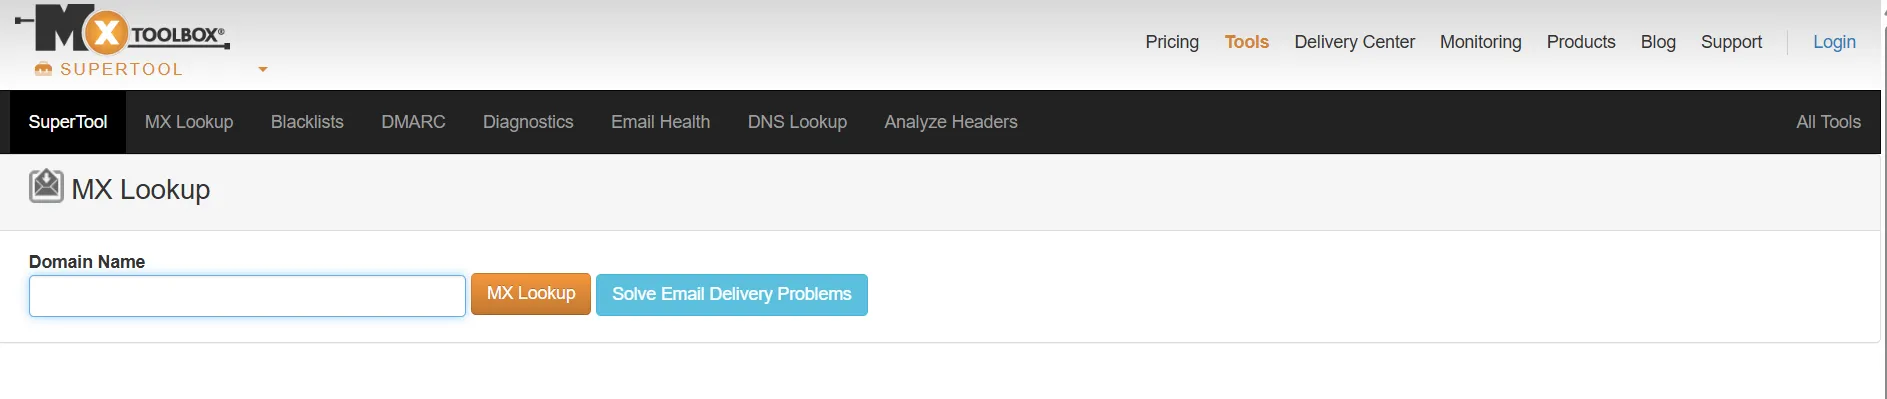 MX TOOLBOX®
SUPERTOOL
Pricing Tools Delivery Center Monitoring Products Blog Support Login
SuperTool MX Lookup Blacklists DMARC Diagnostics Email Health DNS Lookup Analyze Headers All Tools
MX Lookup
Domain Name
MX Lookup Solve Email Delivery Problems